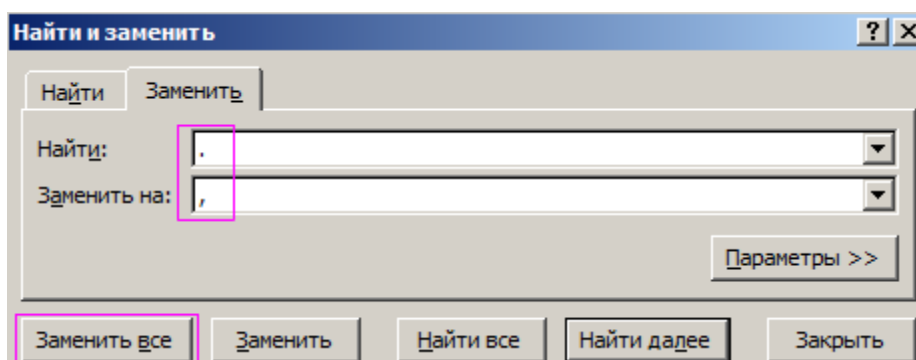 Найти и заменить
Найти Заменить
Найти: .
Заменить на: ,
Параметры >>
Заменить все Заменить Найти все Найти далее Закрыть